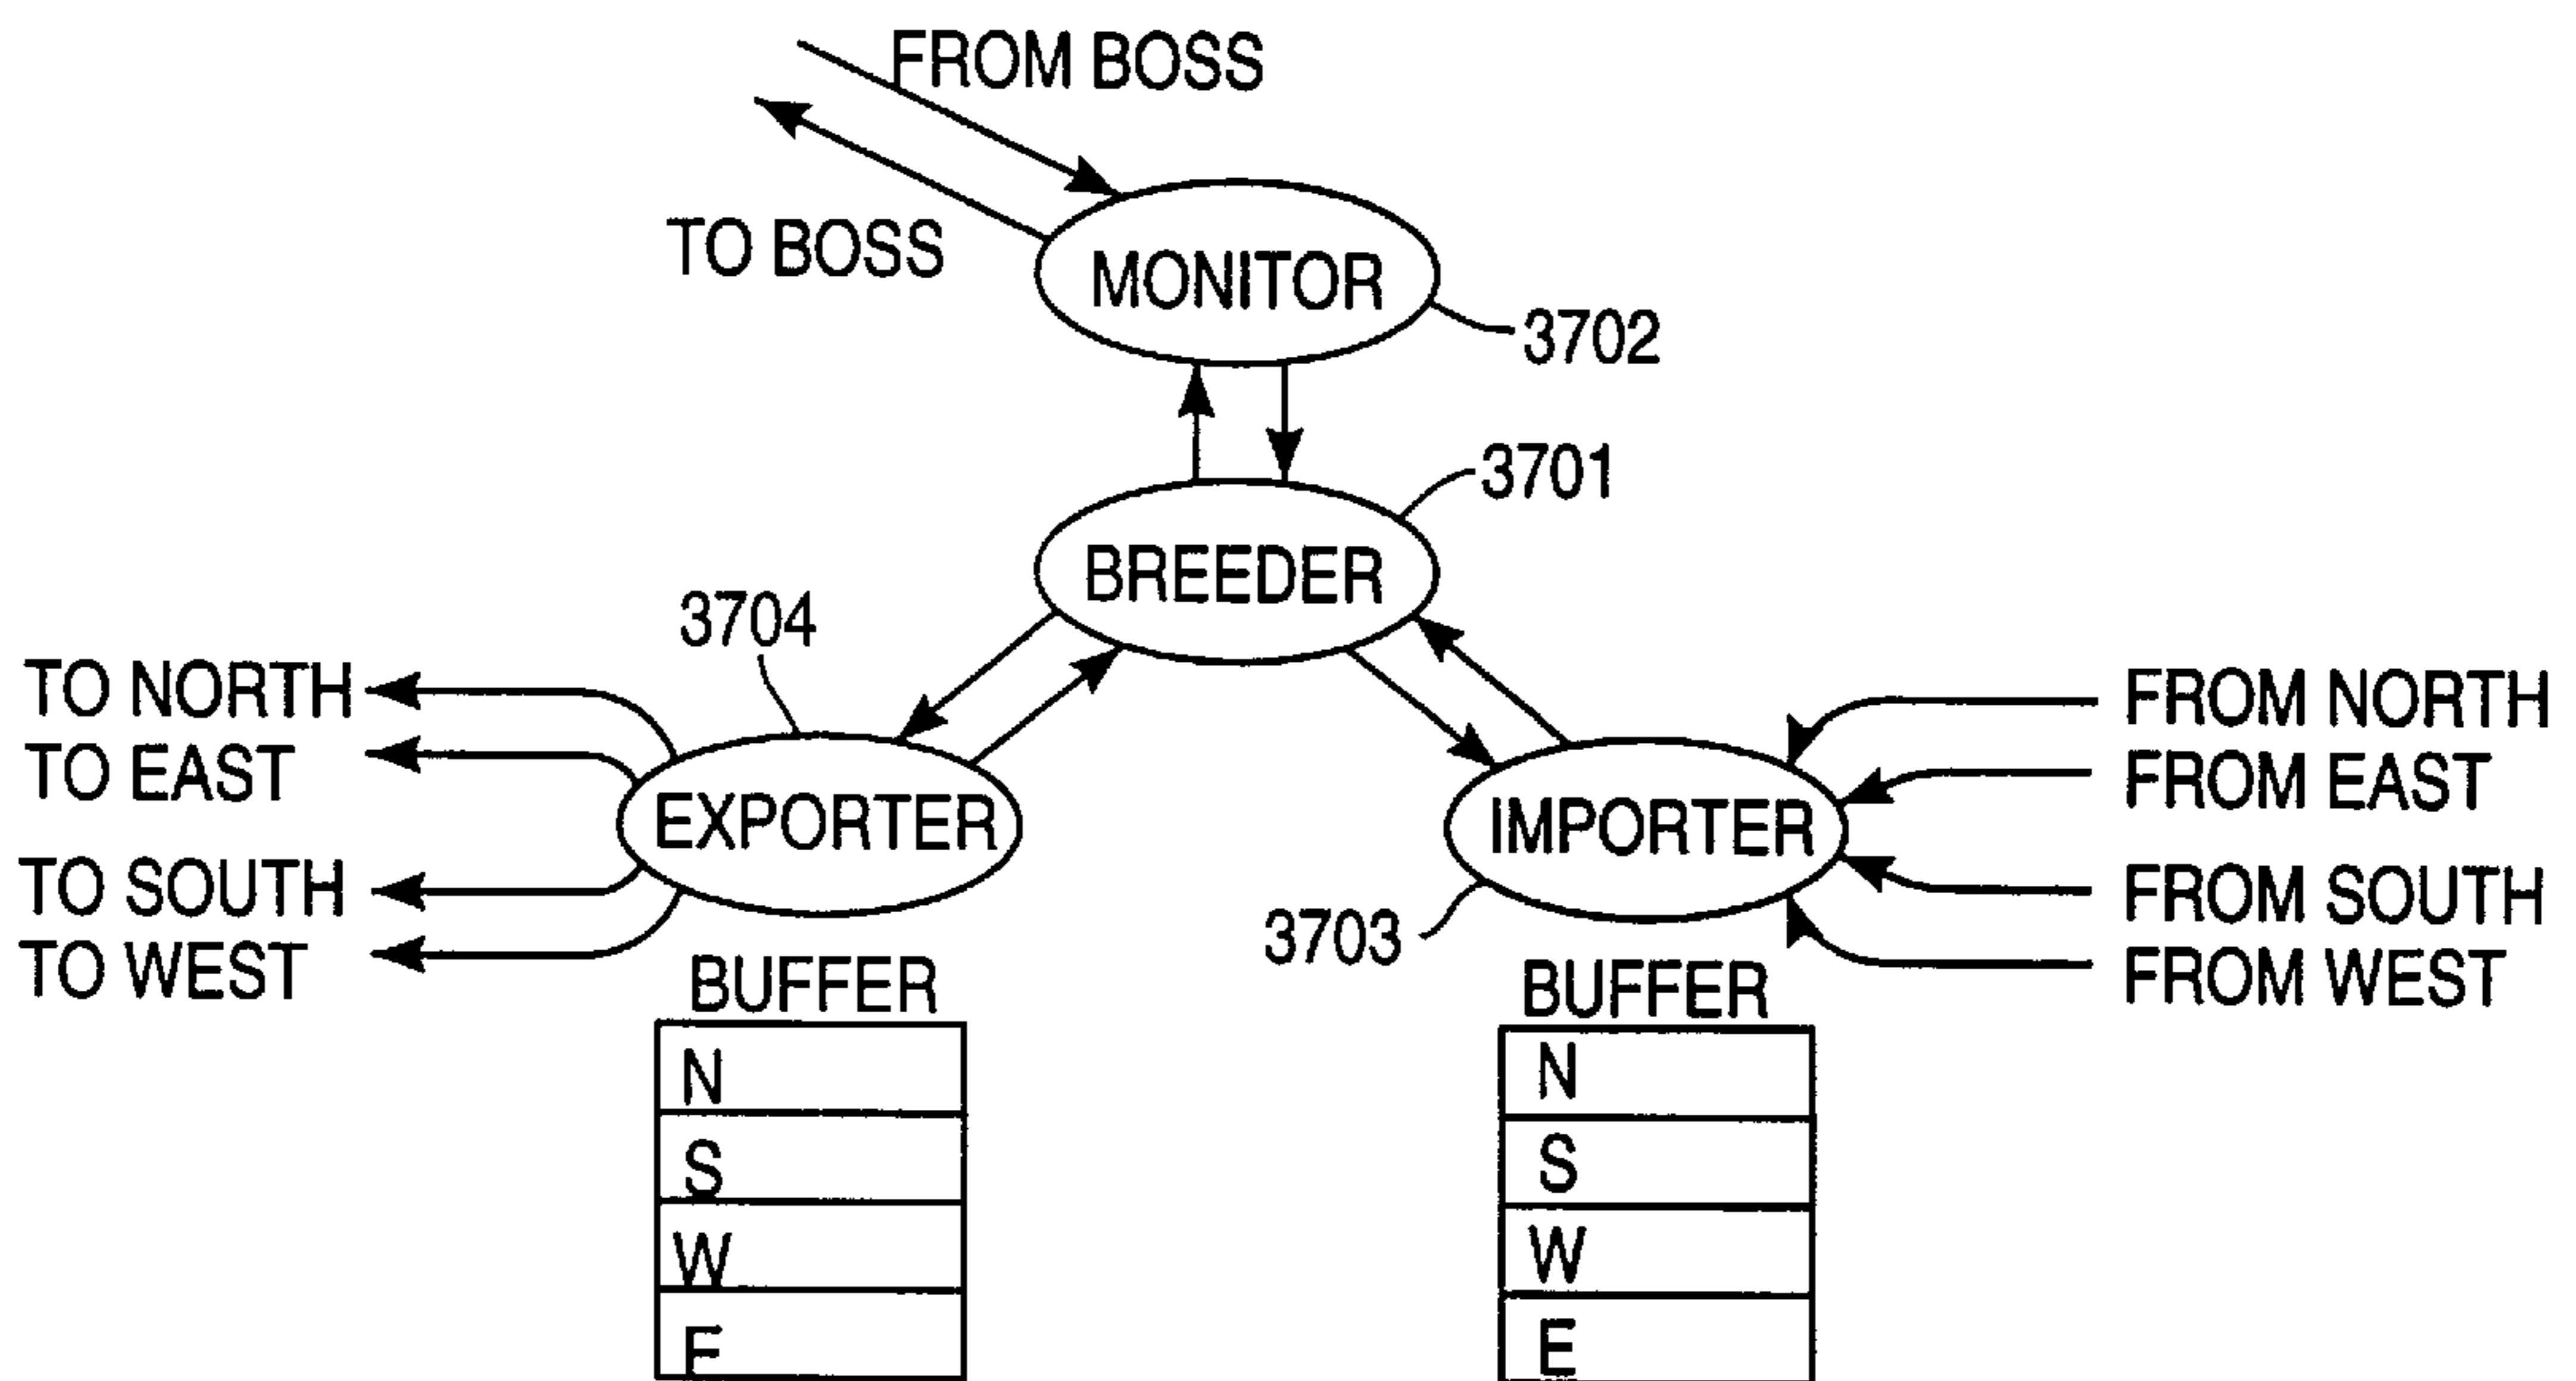 FROM BOSS
TO BOSS
MONITOR
3702
3701
BREEDER
3704
TO NORTH
TO EAST
EXPORTER
TO SOUTH
TO WEST
BUFFER
N
S
W
E
FROM NORTH
FROM EAST
IMPORTER
FROM SOUTH
FROM WEST
3703
BUFFER
N
S
W
E